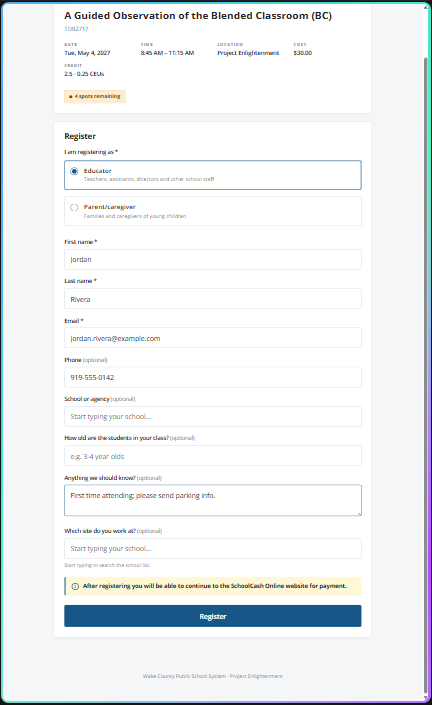 A Guided Observation of the Blended Classroom (BC)
TDB2717
DATE TIME LOCATION COST
Tue, May 4, 2027 8:45 AM – 11:15 AM Project Enlightenment $30.00
CREDIT
2.5 · 0.25 CEUs
4 spots remaining
Register
I am registering as *
Educator
Teachers, assistants, directors and other school staff
Parent/caregiver
Families and caregivers of young children
First name *
Jordan
Last name *
Rivera
Email *
jordan.rivera@example.com
Phone (optional)
919-555-0142
School or agency (optional)
Start typing your school...
How old are the students in your class? (optional)
e.g. 3-4 year olds
Anything we should know? (optional)
First time attending; please send parking info.
Which site do you work at? (optional)
Start typing your school...
Start typing to search the school list.
After registering you will be able to continue to the SchoolCash Online website for payment.
Register
Wake County Public School System · Project Enlightenment